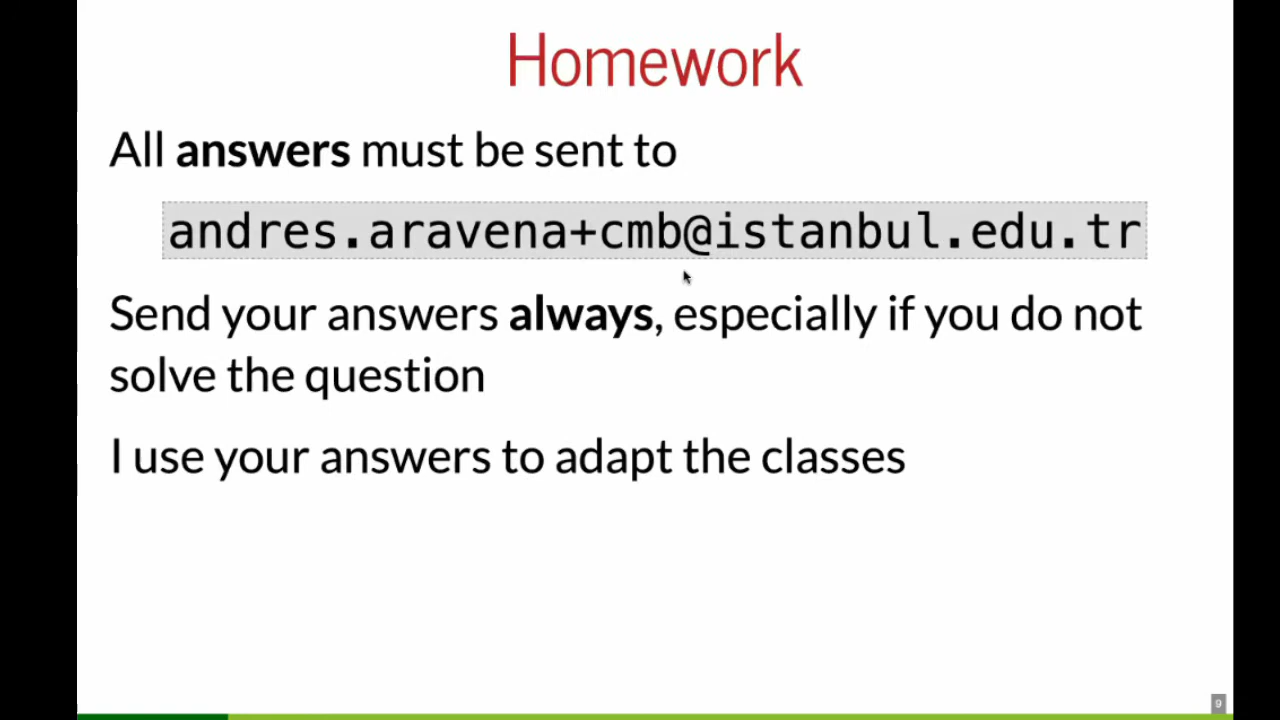 Homework
All answers must be sent to
andres.aravena+cmb@istanbul.edu.tr
Send your answers always, especially if you do not
solve the question
I use your answers to adapt the classes
9